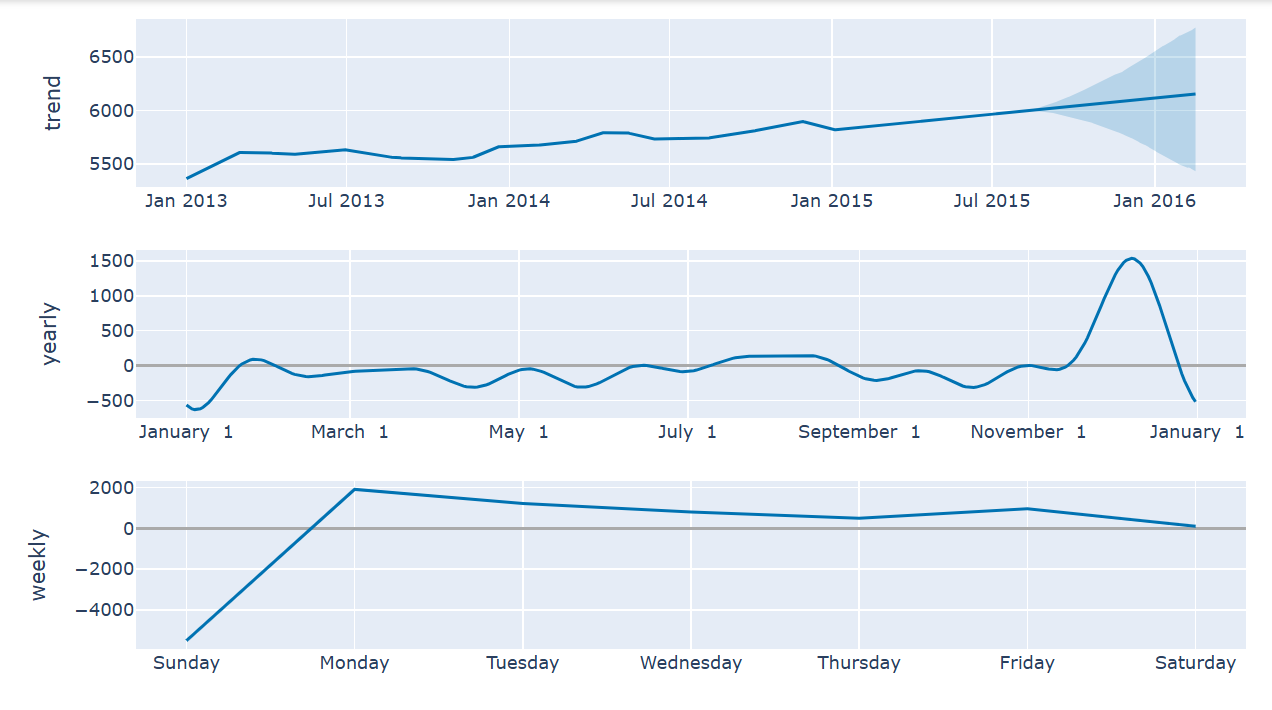 trend
6500
6000
5500
Jan 2013 Jul 2013 Jan 2014 Jul 2014 Jan 2015 Jul 2015 Jan 2016
yearly
1500
1000
500
0
−500
January 1 March 1 May 1 July 1 September 1 November 1 January 1
weekly
2000
0
−2000
−4000
Sunday Monday Tuesday Wednesday Thursday Friday Saturday